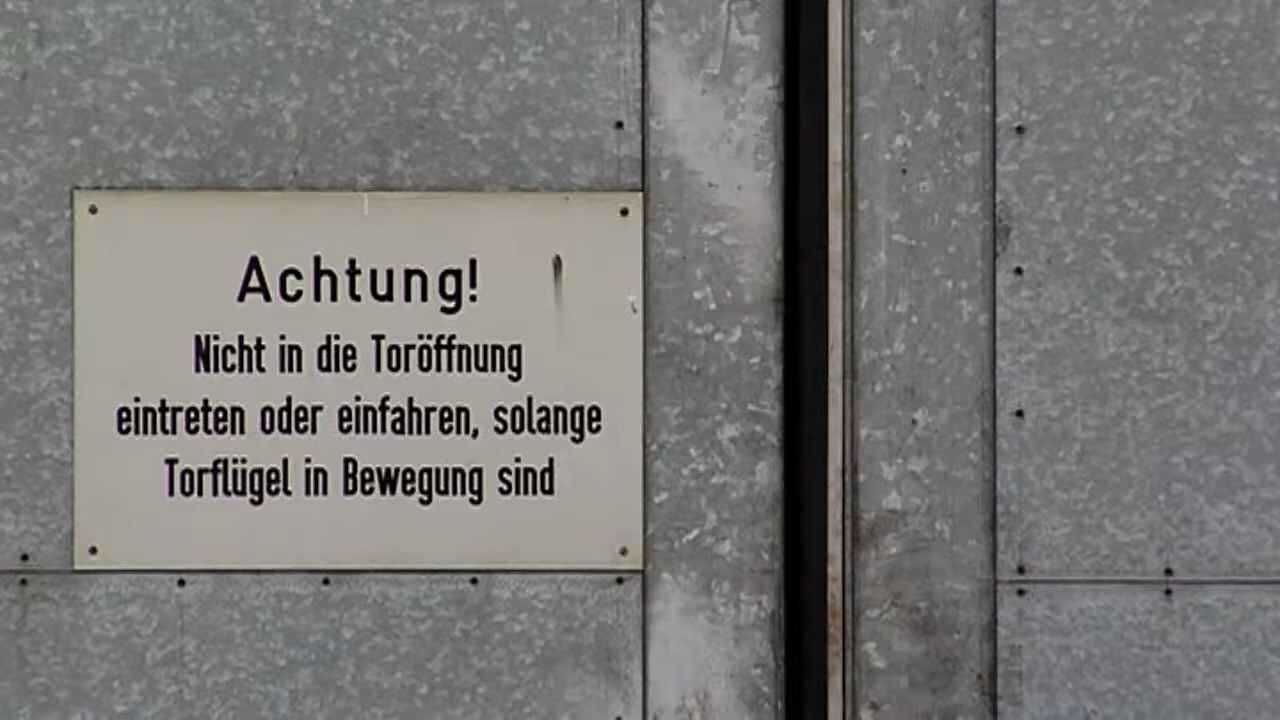 Achtung!
Nicht in die Toröffnung
eintreten oder einfahren, solange
Torflügel in Bewegung sind